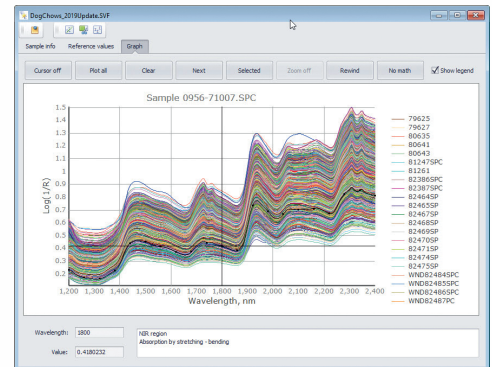 DogChows_2019Update.SVF
Sample info Reference values Graph
Cursor off Plot all Clear Next Selected Zoom off Rewind No math Show legend
Sample 0956-71007.SPC
1.5
1.4
1.3
1.2
1.1
1
0.9
0.8
0.7
0.6
0.5
0.4
0.3
0.2
Log(1/R)
1,200 1,300 1,400 1,500 1,600 1,700 1,800 1,900 2,000 2,100 2,200 2,300 2,400
Wavelength, nm
79625
79627
80635
80641
80643
81247SPC
81261
82386SPC
82387SPC
82464SP
82465SP
82467SP
82468SP
82469SP
82470SP
82471SP
82474SP
82475SP
WND82484SPC
WND82485SPC
WND82486SPC
WND82487PC
Wavelength: 1800
Value: 0.4180232
NIR region
Absorption by stretching - bending